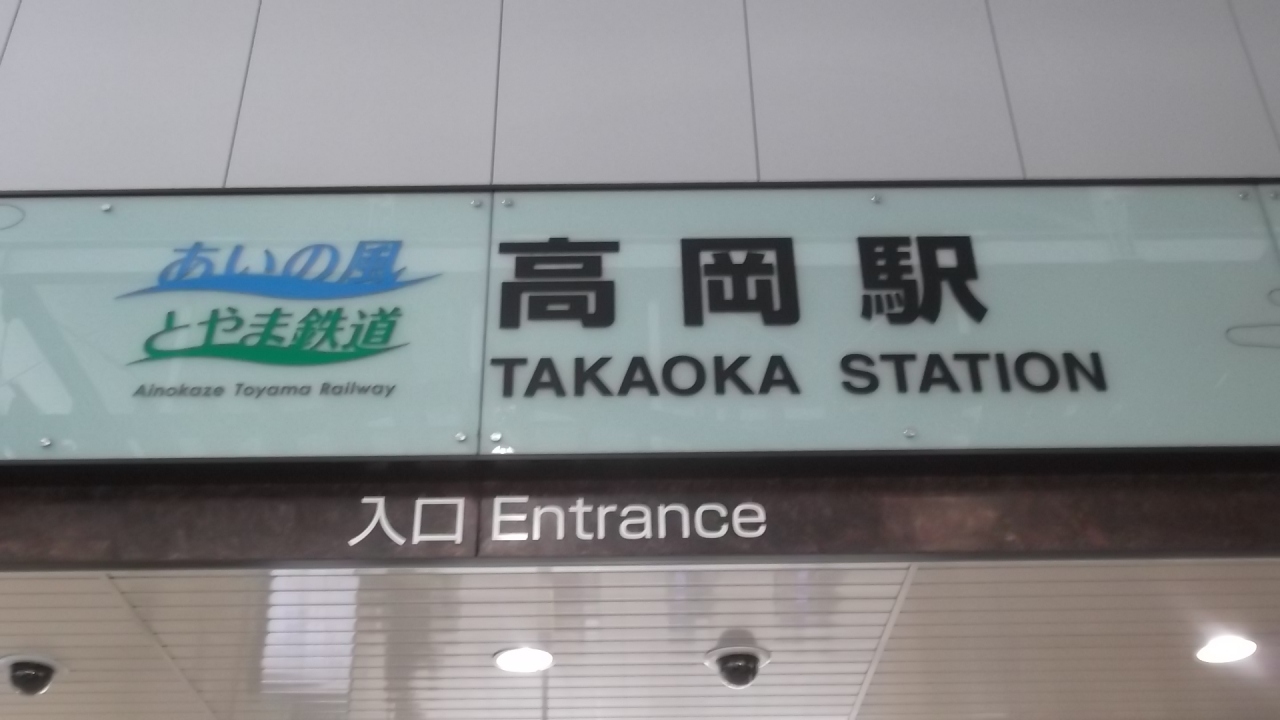 あいの風
とやま鉄道
Ainokaze Toyama Railway
高岡駅
TAKAOKA STATION
入口 Entrance